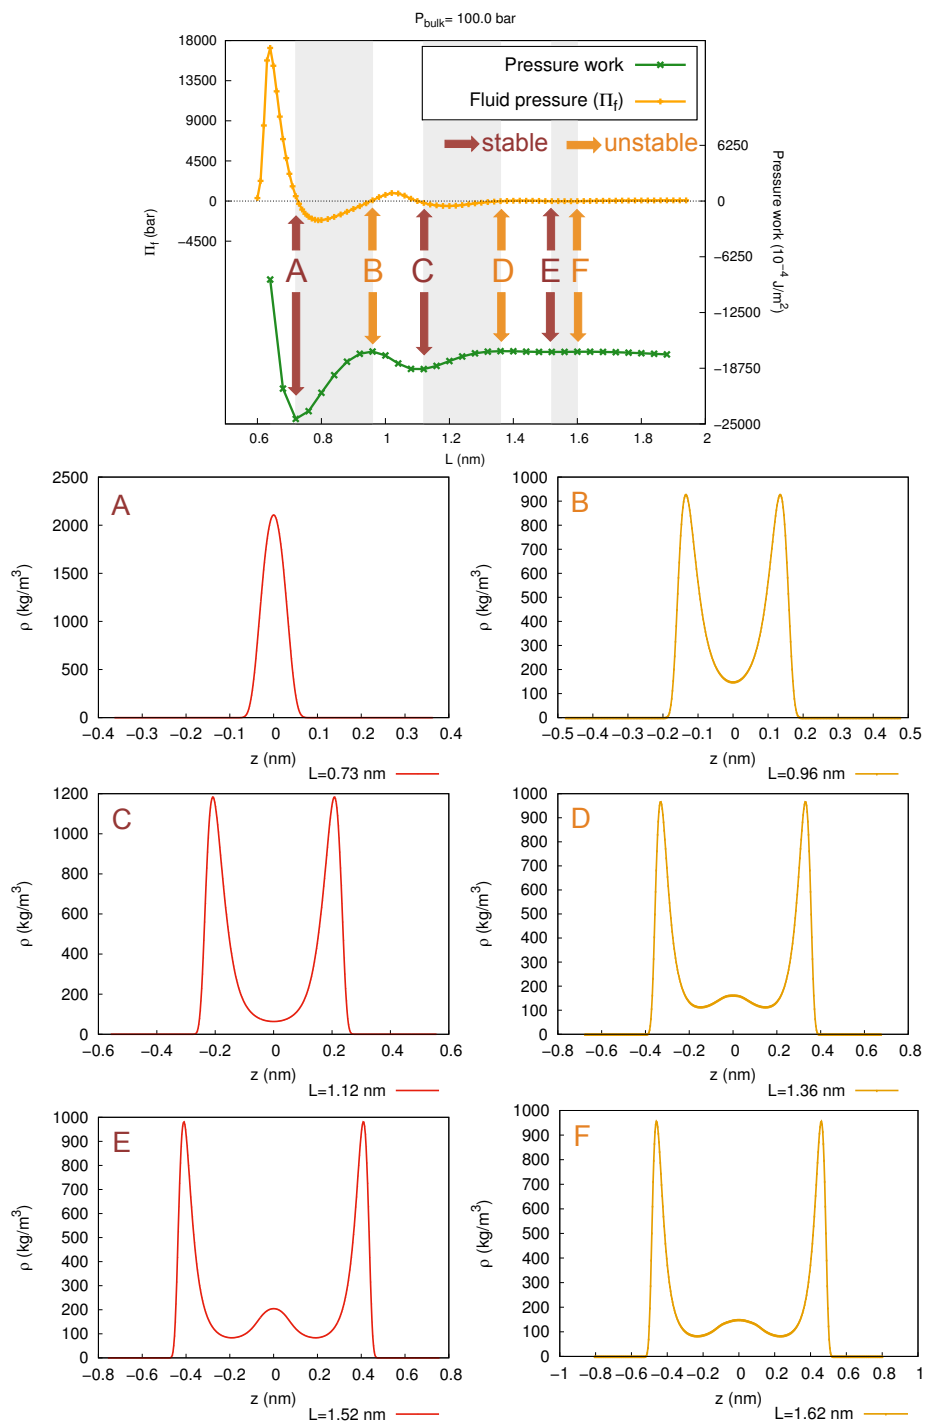 P_bulk= 100.0 bar
18000
13500
9000
4500
0
−4500
Π_f (bar)
Pressure work
Fluid pressure (Π_f)
stable
unstable
6250
0
−6250
−12500
−18750
−25000
Pressure work (10^−4 J/m^2)
A B C D E F
0.6 0.8 1 1.2 1.4 1.6 1.8 2
L (nm)
A
2500
2000
1500
1000
500
0
ρ (kg/m^3)
−0.4 −0.3 −0.2 −0.1 0 0.1 0.2 0.3 0.4
z (nm)
L=0.73 nm
B
1000
900
800
700
600
500
400
300
200
100
0
ρ (kg/m^3)
−0.5 −0.4 −0.3 −0.2 −0.1 0 0.1 0.2 0.3 0.4 0.5
z (nm)
L=0.96 nm
C
1200
1000
800
600
400
200
0
ρ (kg/m^3)
−0.6 −0.4 −0.2 0 0.2 0.4 0.6
z (nm)
L=1.12 nm
D
1000
900
800
700
600
500
400
300
200
100
0
ρ (kg/m^3)
−0.8 −0.6 −0.4 −0.2 0 0.2 0.4 0.6 0.8
z (nm)
L=1.36 nm
E
1000
900
800
700
600
500
400
300
200
100
0
ρ (kg/m^3)
−0.8 −0.6 −0.4 −0.2 0 0.2 0.4 0.6 0.8
z (nm)
L=1.52 nm
F
1000
900
800
700
600
500
400
300
200
100
0
ρ (kg/m^3)
−1 −0.8 −0.6 −0.4 −0.2 0 0.2 0.4 0.6 0.8 1
z (nm)
L=1.62 nm